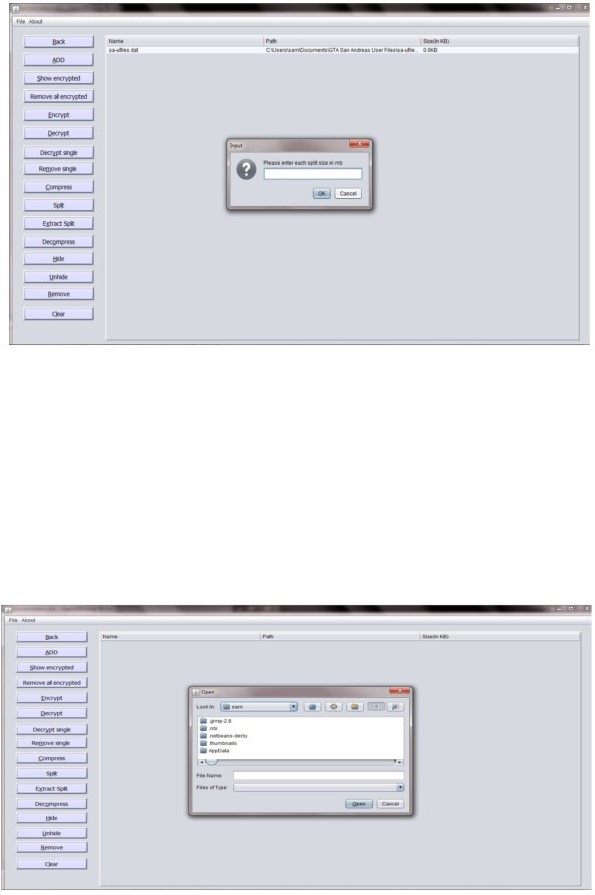 File About
Back
ADD
Show encrypted
Remove all encrypted
Encrypt
Decrypt
Decrypt single
Remove single
Compress
Split
Extract Split
Decompress
Hide
Unhide
Remove
Clear
Name Path Size(In KB)
sa-ufiles.dat C:\Users\sam\Documents\GTA San Andreas User Files\sa-ufile... 0.0KB
Input
Please enter each split size in mb
OK Cancel
File About
Back
ADD
Show encrypted
Remove all encrypted
Encrypt
Decrypt
Decrypt single
Remove single
Compress
Split
Extract Split
Decompress
Hide
Unhide
Remove
Clear
Name Path Size(In KB)
Open
Look In: sam
.gimp-2.8
.nbi
.netbeans-derby
.thumbnails
AppData
File Name:
Files of Type:
Open Cancel